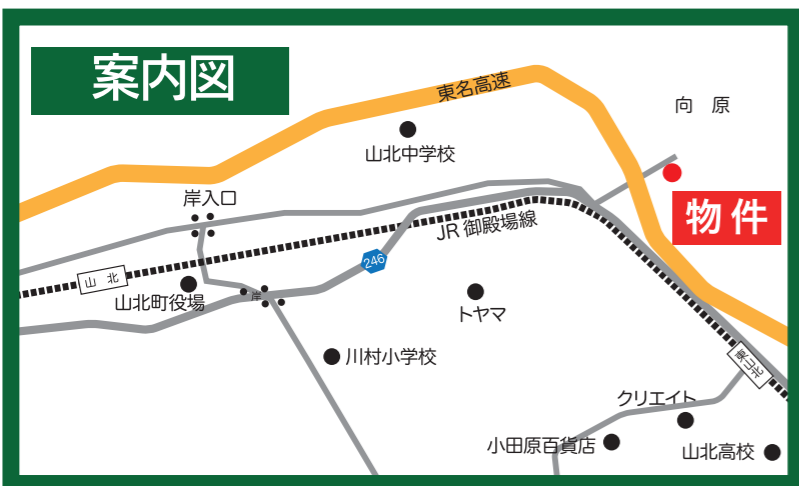 案内図
東名高速
向 原
山北中学校
岸入口
物件
JR 御殿場線
246
山 北
山北町役場
岸
トヤマ
川村小学校
東山北
クリエイト
小田原百貨店
山北高校